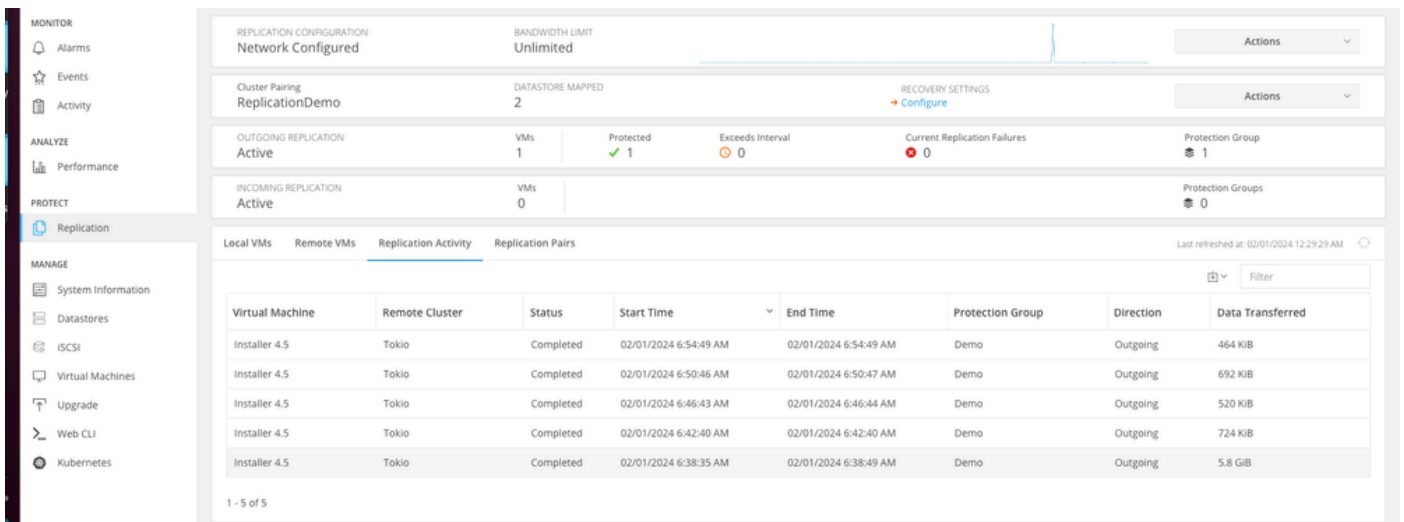 MONITOR
Alarms
Events
Activity
ANALYZE
Performance
PROTECT
Replication
MANAGE
System Information
Datastores
iSCSI
Virtual Machines
Upgrade
Web CLI
Kubernetes
REPLICATION CONFIGURATION BANDWIDTH LIMIT
Network Configured Unlimited Actions
Cluster Pairing DATASTORE MAPPED RECOVERY SETTINGS
ReplicationDemo 2 Configure Actions
OUTGOING REPLICATION VMs Protected Exceeds Interval Current Replication Failures Protection Group
Active 1 1 0 0 1
INCOMING REPLICATION VMs Protection Groups
Active 0 0
Local VMs Remote VMs Replication Activity Replication Pairs Last refreshed at: 02/01/2024 12:29:29 AM
Filter
Virtual Machine Remote Cluster Status Start Time End Time Protection Group Direction Data Transferred
Installer 4.5 Tokio Completed 02/01/2024 6:54:49 AM 02/01/2024 6:54:49 AM Demo Outgoing 464 KiB
Installer 4.5 Tokio Completed 02/01/2024 6:50:46 AM 02/01/2024 6:50:47 AM Demo Outgoing 692 KiB
Installer 4.5 Tokio Completed 02/01/2024 6:46:43 AM 02/01/2024 6:46:44 AM Demo Outgoing 520 KiB
Installer 4.5 Tokio Completed 02/01/2024 6:42:40 AM 02/01/2024 6:42:40 AM Demo Outgoing 724 KiB
Installer 4.5 Tokio Completed 02/01/2024 6:38:35 AM 02/01/2024 6:38:49 AM Demo Outgoing 5.8 GiB
1 - 5 of 5